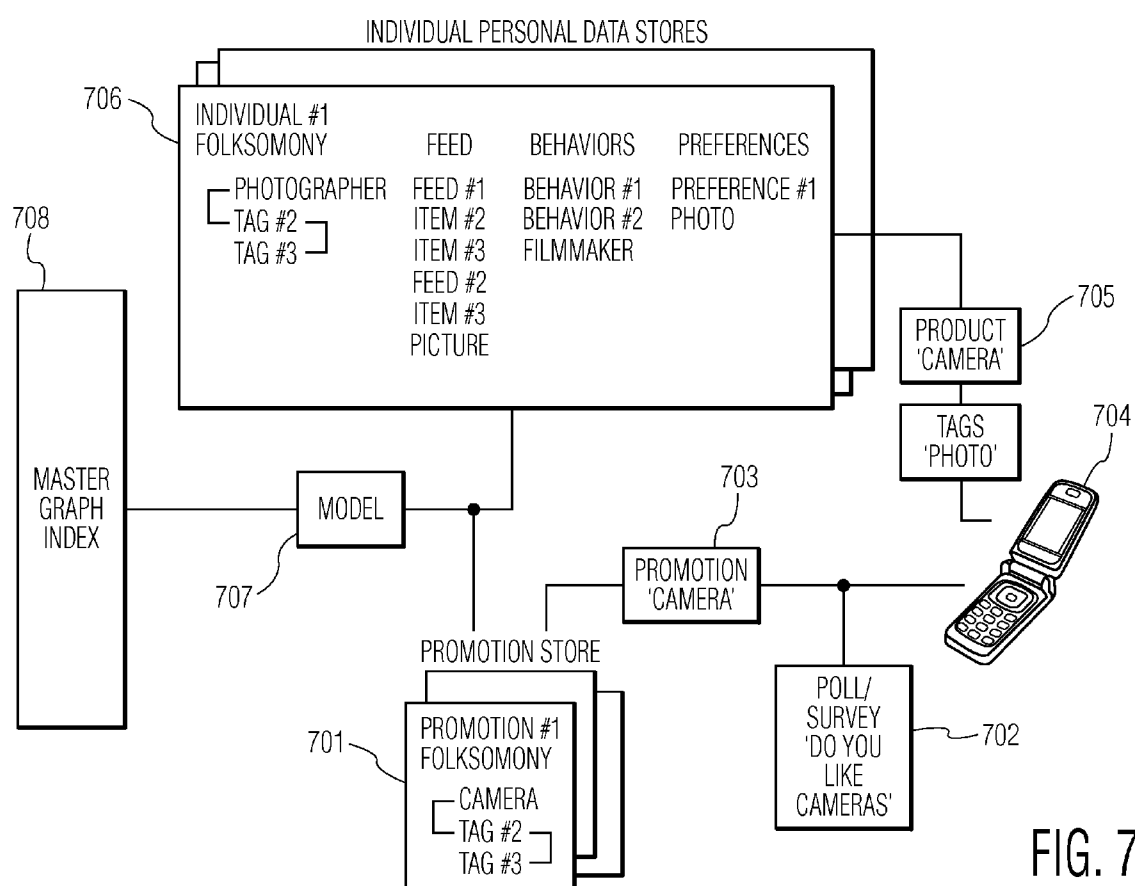 INDIVIDUAL PERSONAL DATA STORES
706
INDIVIDUAL #1
FOLKSOMONY
PHOTOGRAPHER
TAG #2
TAG #3
FEED
FEED #1
ITEM #2
ITEM #3
FEED #2
ITEM #3
PICTURE
BEHAVIORS
BEHAVIOR #1
BEHAVIOR #2
FILMMAKER
PREFERENCES
PREFERENCE #1
PHOTO
708
MASTER
GRAPH
INDEX
MODEL
707
705
PRODUCT
'CAMERA'
TAGS
'PHOTO'
704
703
PROMOTION
'CAMERA'
PROMOTION STORE
701
PROMOTION #1
FOLKSOMONY
CAMERA
TAG #2
TAG #3
POLL/
SURVEY
'DO YOU
LIKE
CAMERAS'
702
FIG. 7